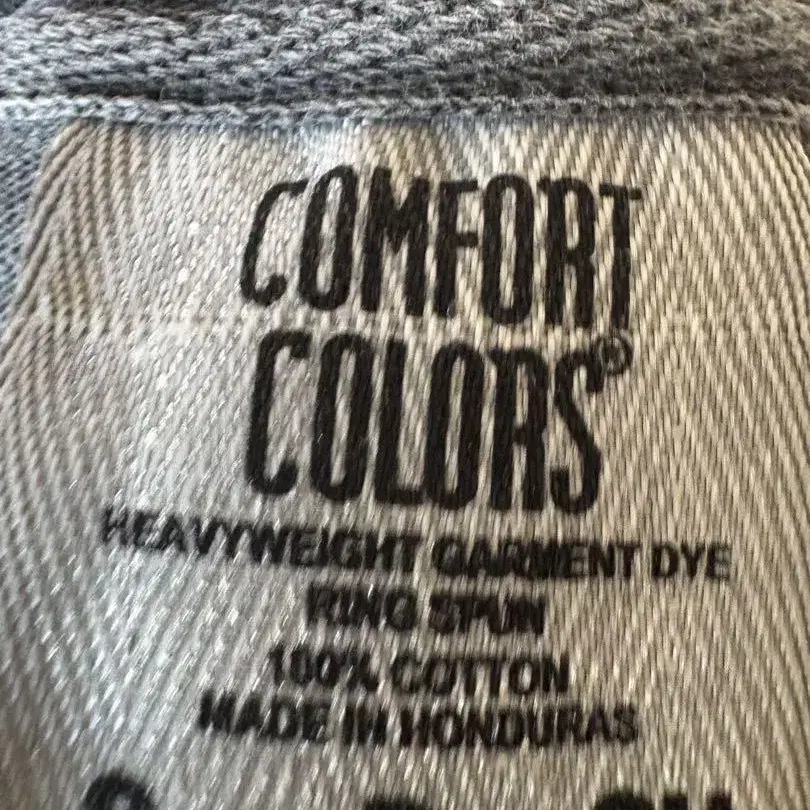 COMFORT
COLORS®
HEAVYWEIGHT GARMENT DYE
RING SPUN
100% COTTON
MADE IN HONDURAS